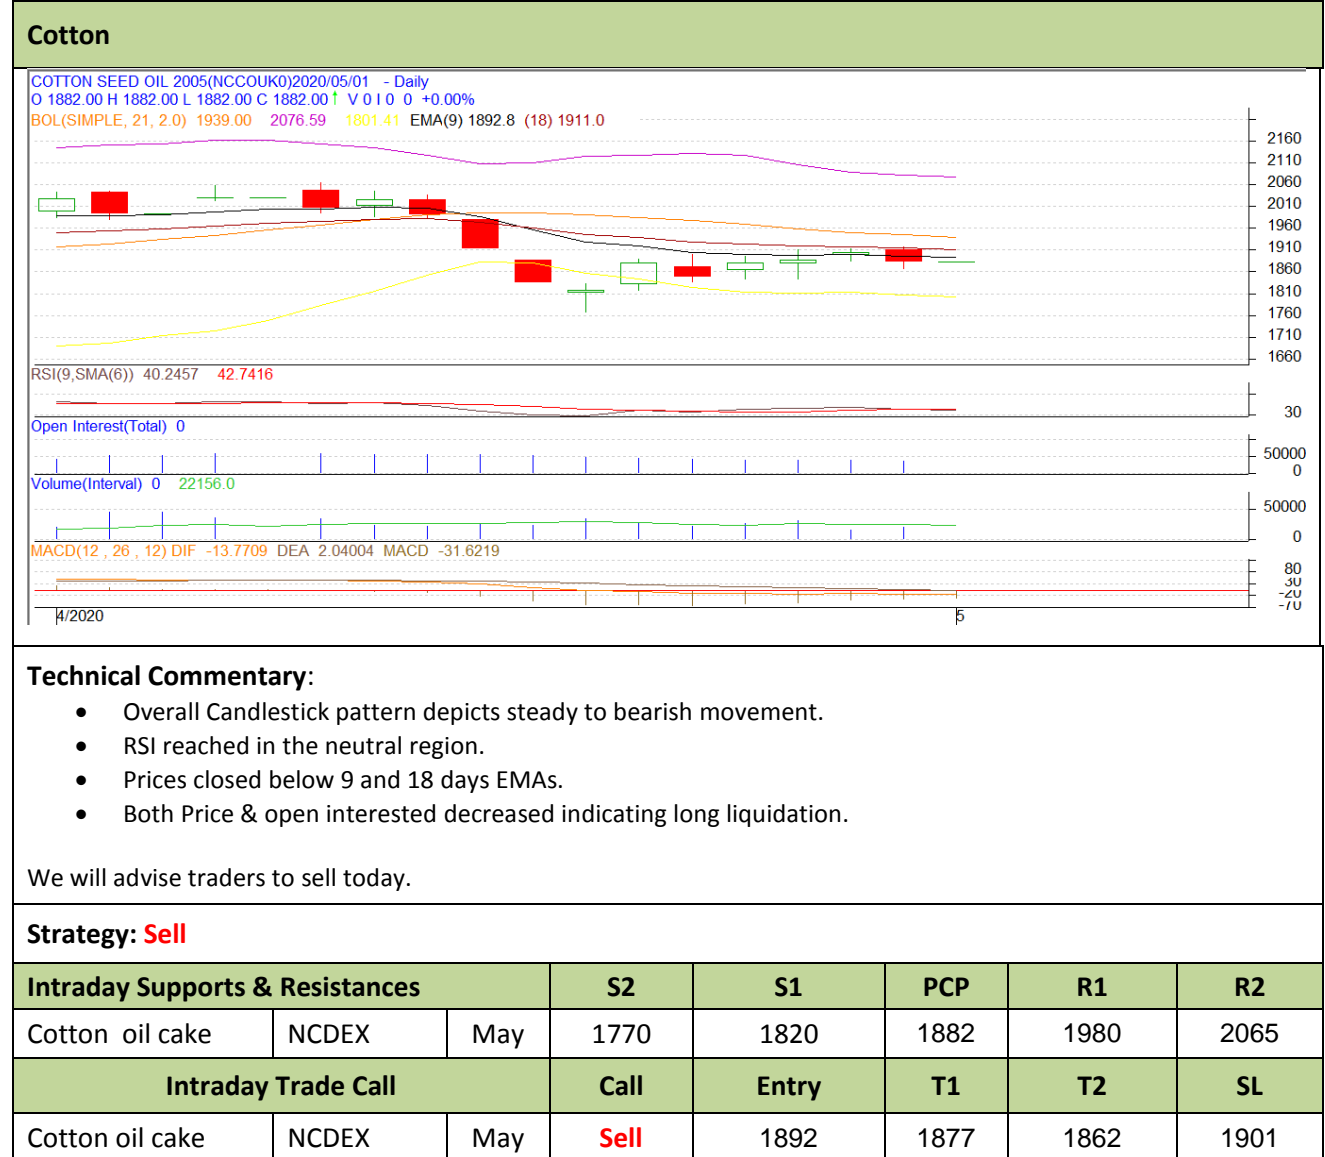 Cotton
COTTON SEED OIL 2005(NCCOUK0)2020/05/01 - Daily
O 1882.00 H 1882.00 L 1882.00 C 1882.00↑ V 0 I 0 0 +0.00%
BOL(SIMPLE, 21, 2.0) 1939.00 2076.59 1801.41 EMA(9) 1892.8 (18) 1911.0
2160
2110
2060
2010
1960
1910
1860
1810
1760
1710
1660
RSI(9,SMA(6)) 40.2457 42.7416
30
Open Interest(Total) 0
50000
0
Volume(Interval) 0 22156.0
50000
0
MACD(12 , 26 , 12) DIF -13.7709 DEA 2.04004 MACD -31.6219
80
30
-20
-70
4/2020 5
Technical Commentary:
• Overall Candlestick pattern depicts steady to bearish movement.
• RSI reached in the neutral region.
• Prices closed below 9 and 18 days EMAs.
• Both Price & open interested decreased indicating long liquidation.
We will advise traders to sell today.
Strategy: Sell
Intraday Supports & Resistances S2 S1 PCP R1 R2
Cotton oil cake NCDEX May 1770 1820 1882 1980 2065
Intraday Trade Call Call Entry T1 T2 SL
Cotton oil cake NCDEX May Sell 1892 1877 1862 1901